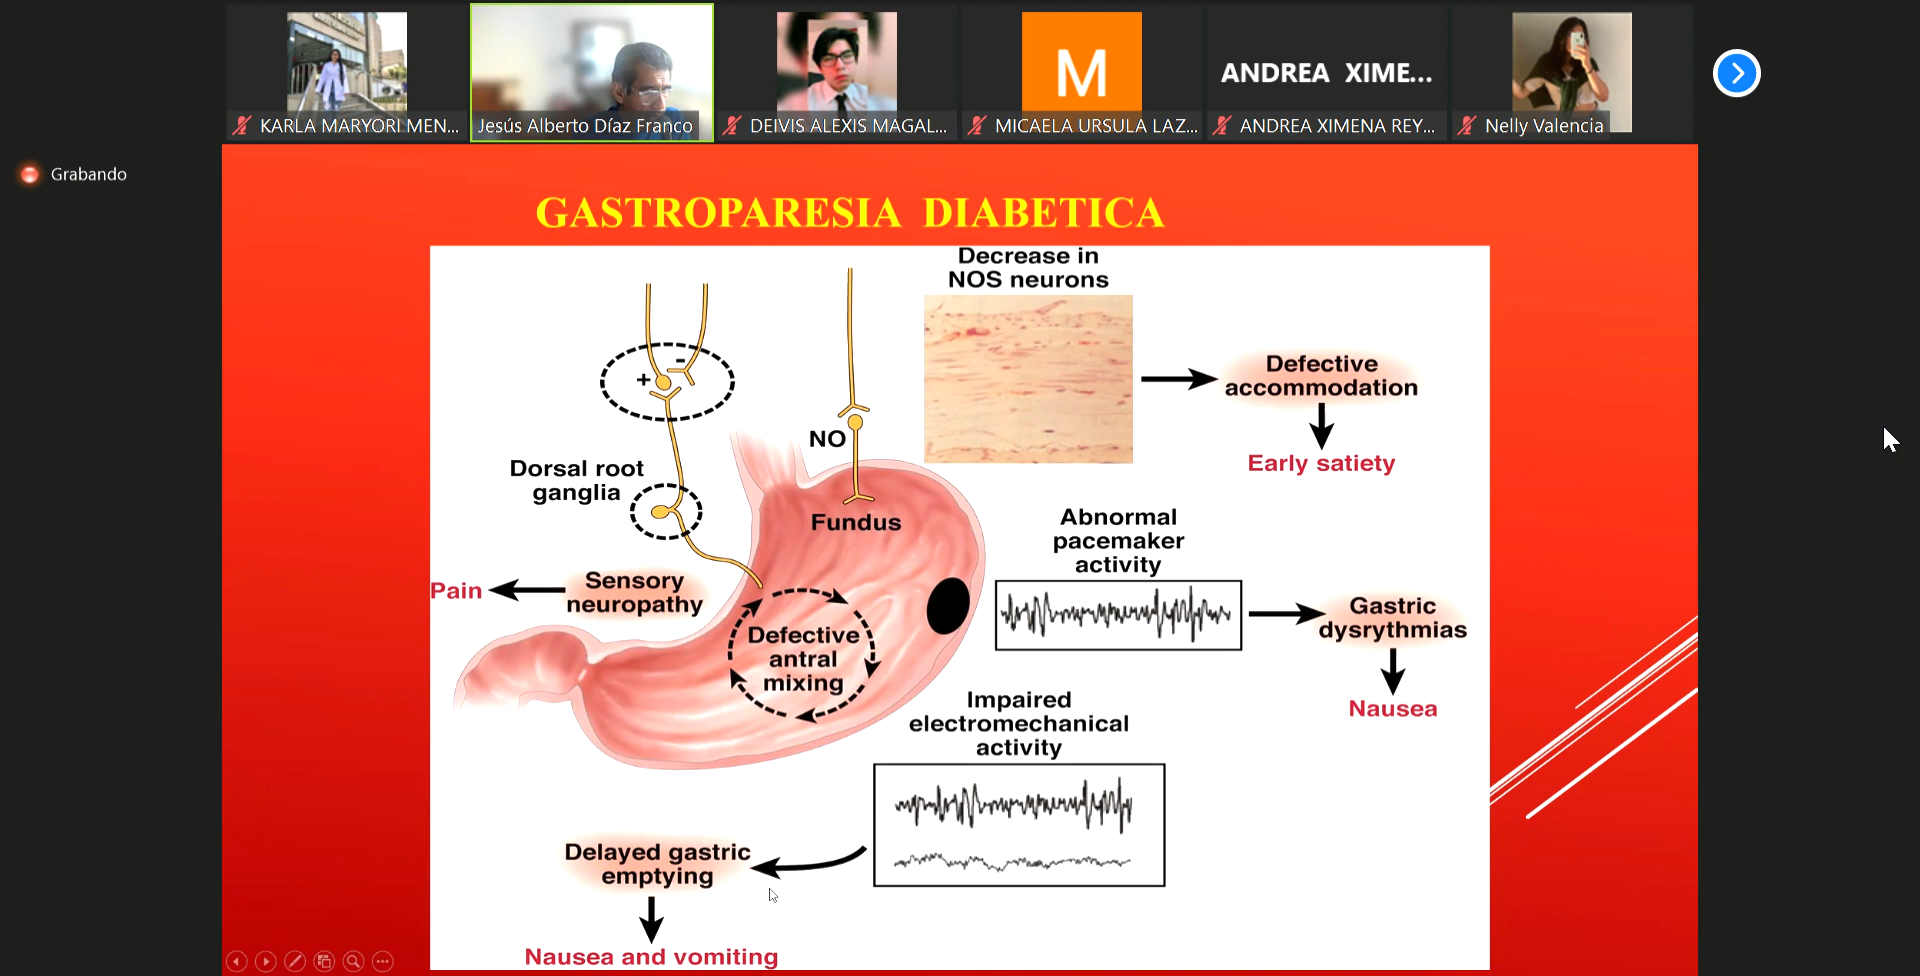 ANDREA XIME...
M
KARLA MARYORI MEN...
Jesús Alberto Díaz Franco
DEIVIS ALEXIS MAGAL...
MICAELA URSULA LAZ...
ANDREA XIMENA REY...
Nelly Valencia
Grabando
GASTROPARESIA DIABETICA
Decrease in
NOS neurons
-
+
Defective
accommodation
NO
Early satiety
Dorsal root
ganglia
Fundus
Abnormal
pacemaker
activity
Pain
Sensory
neuropathy
Gastric
dysrythmias
Defective
antral
mixing
Nausea
Impaired
electromechanical
activity
Delayed gastric
emptying
Nausea and vomiting